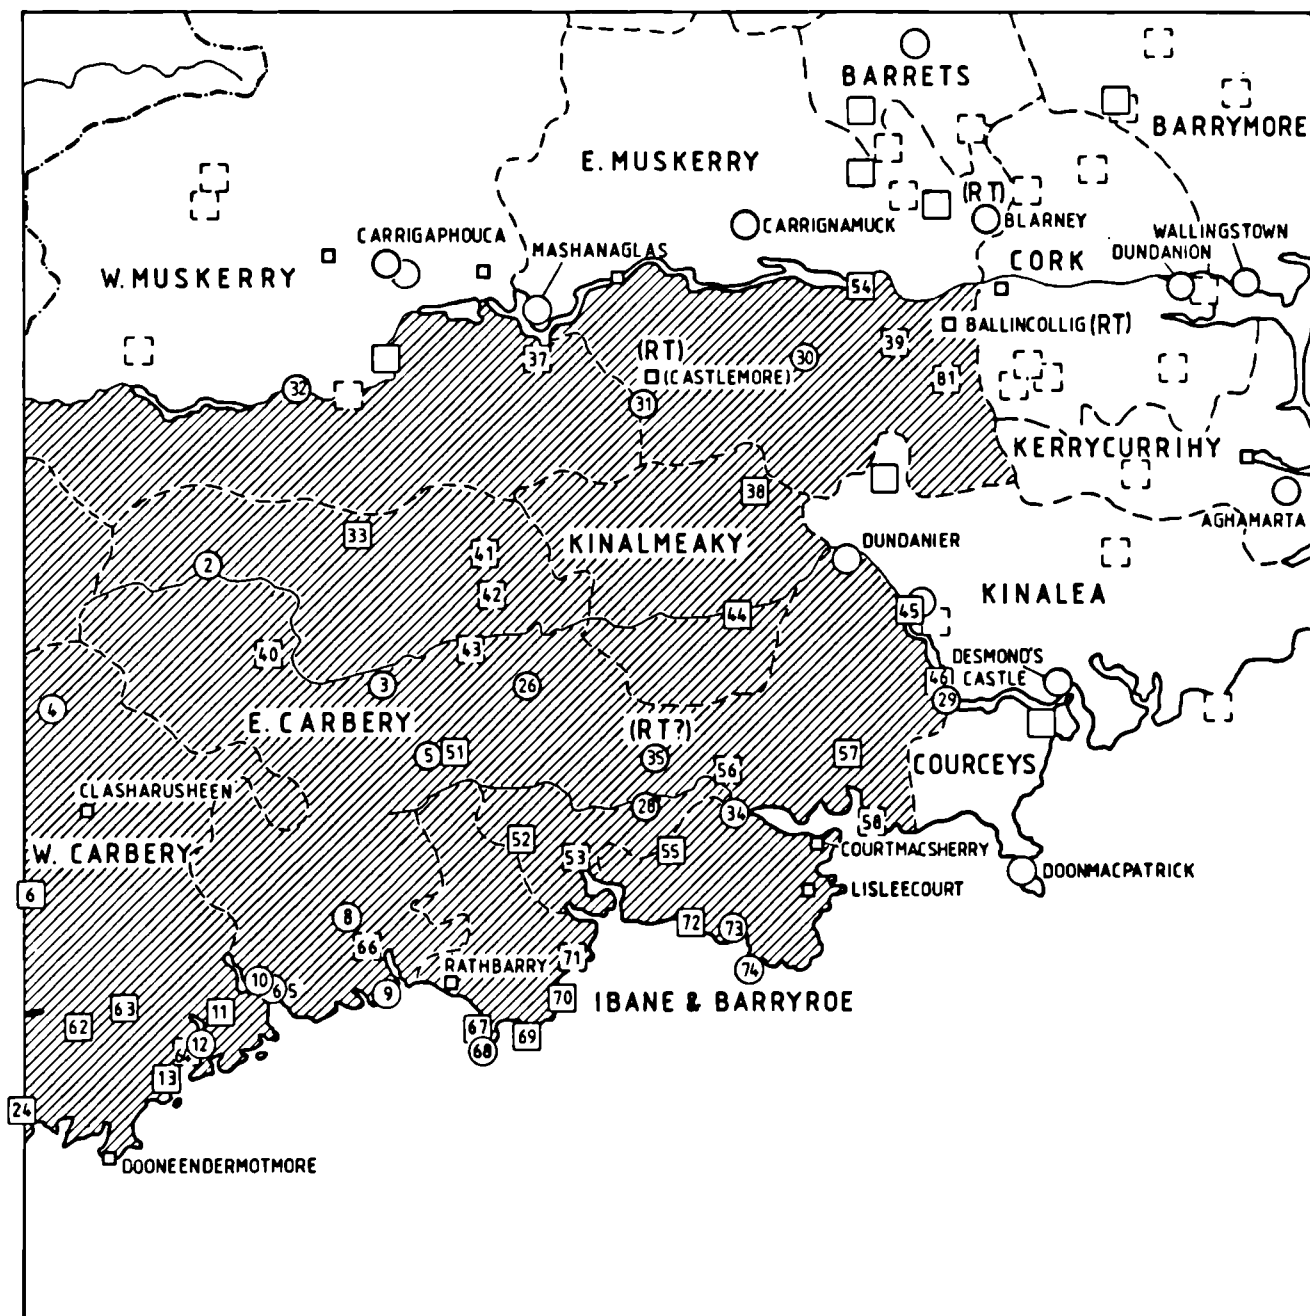 BARRETS
BARRYMORE
E. MUSKERRY
(RT)
CARRIGNAMUCK
BLARNEY
CARRIGAPHOUCA
MASHANAGLAS
WALLINGSTOWN
DUNDANION
W. MUSKERRY
CORK
54
BALLINCOLLIG (RT)
37
(RT)
30
39
(CASTLEMORE)
81
32
31
KERRYCURRIHY
38
AGHAMARTA
33
41
KINALMEAKY
DUNDANIER
2
42
KINALEA
44
45
40
43
DESMOND'S
CASTLE
3
26
46
4
29
E. CARBERY
(RT?)
5
51
35
57
COURCEYS
56
CLASHARUSHEEN
28
34
58
52
55
COURTMACSHERRY
W. CARBERY
53
DOONMACPATRICK
6
LISLEECOURT
8
72
73
66
71
RATHBARRY
74
10
65
9
70
IBANE & BARRYROE
63
11
62
67
69
12
68
13
24
DOONEENDERMOTMORE